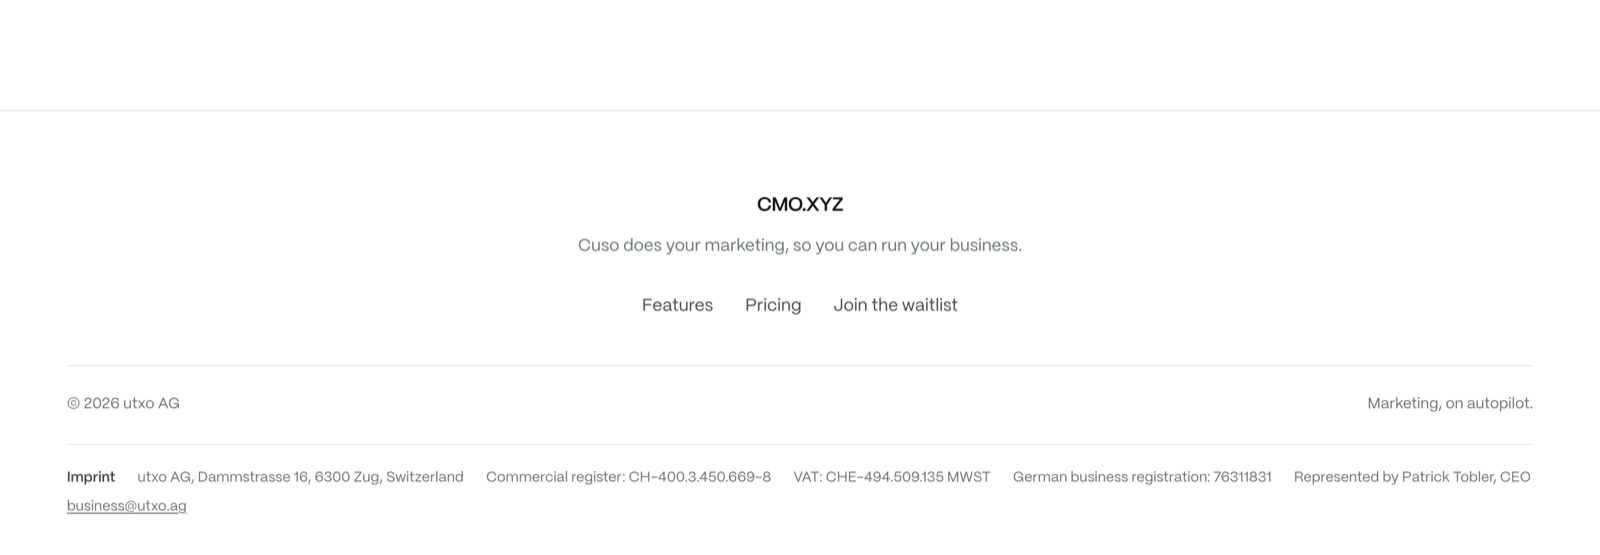 CMO.XYZ
Cuso does your marketing, so you can run your business.
Features Pricing Join the waitlist
© 2026 utxo AG Marketing, on autopilot.
Imprint utxo AG, Dammstrasse 16, 6300 Zug, Switzerland Commercial register: CH-400.3.450.669-8 VAT: CHE-494.509.135 MWST German business registration: 76311831 Represented by Patrick Tobler, CEO
business@utxo.ag